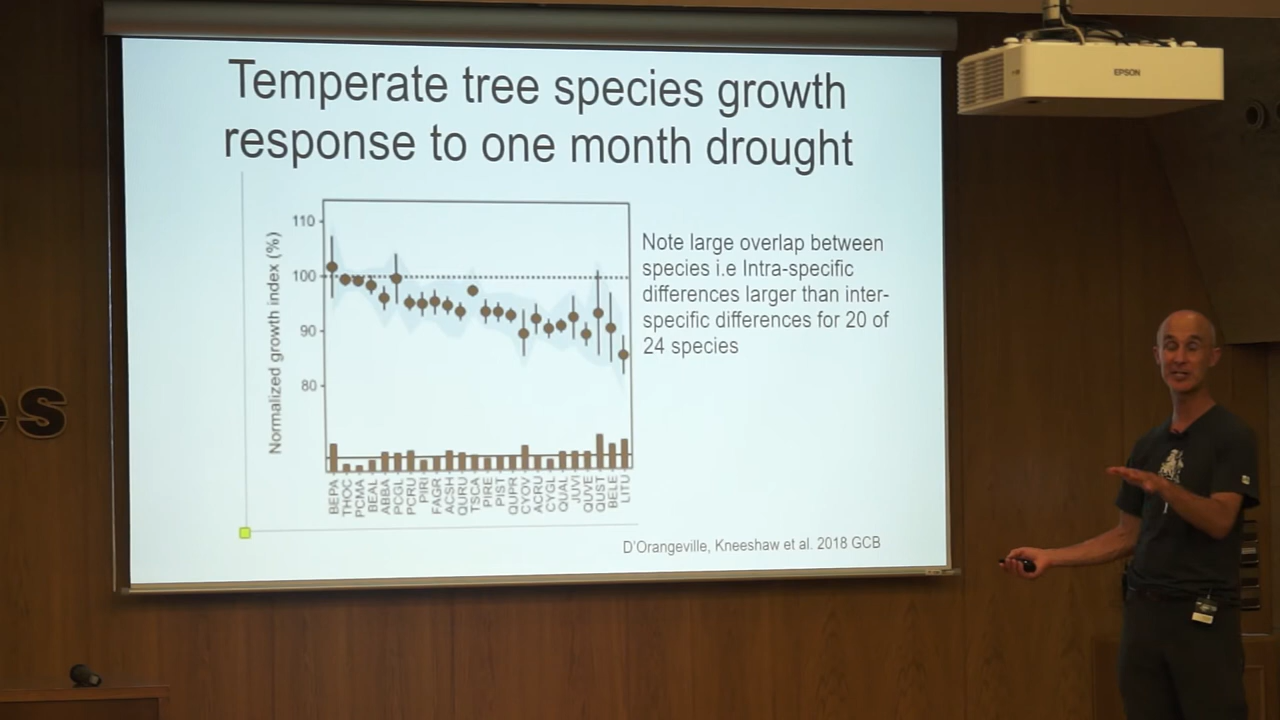 EPSON
Temperate tree species growth
response to one month drought
Normalized growth index (%)
110
100
90
80
Note large overlap between
species i.e Intra-specific
differences larger than inter-
specific differences for 20 of
24 species
BEPA
THOC
PCMA
BEAL
ABBA
PCGL
PCRU
PIRI
FAGR
ACSH
QURU
TSCA
PIRE
PIST
QUPR
CYOV
ACRU
CYGL
QUAL
JUVI
QUVE
QUST
BELE
LITU
D'Orangeville, Kneeshaw et al. 2018 GCB
es